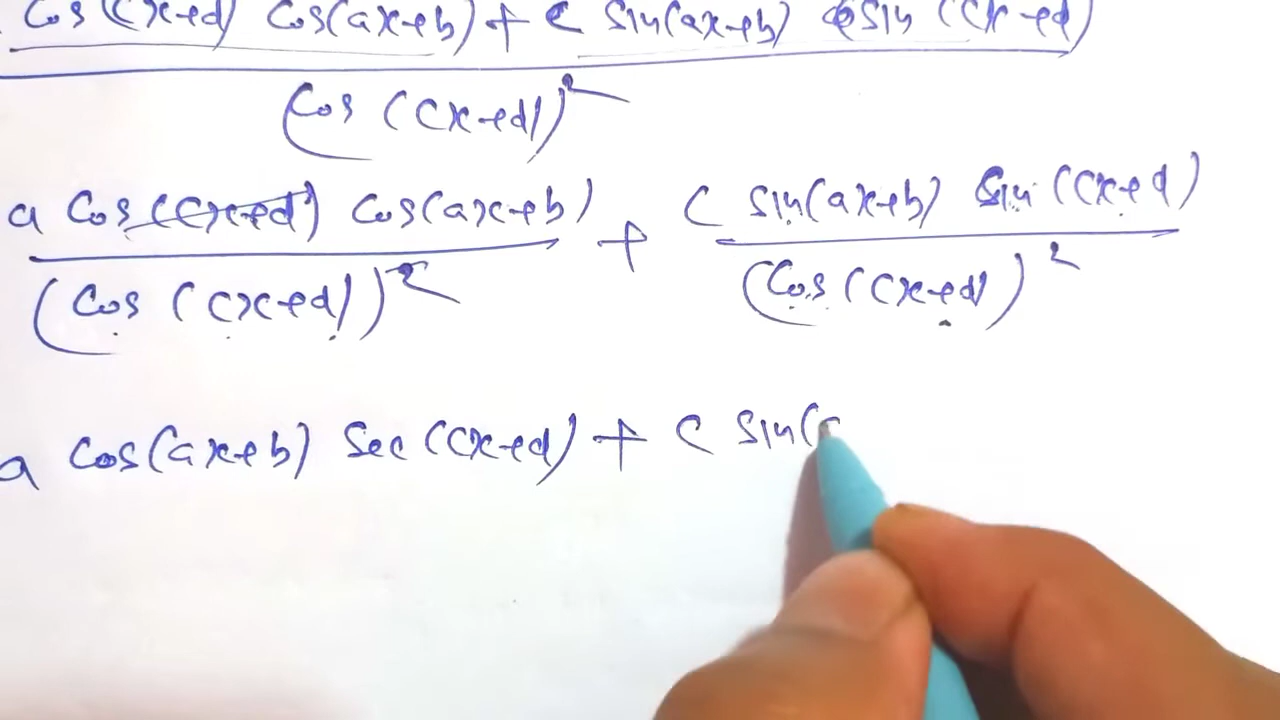 Cos (cx+d) Cos(ax+b) + c Sin(ax+b) Sin (cx+d)
(Cos (cx+d))²
a Cos (cx+d) Cos(ax+b) + c Sin(ax+b) Sin (cx+d)
(Cos (cx+d))² (Cos (cx+d))²
a Cos(ax+b) Sec (cx+d) + c Sin(